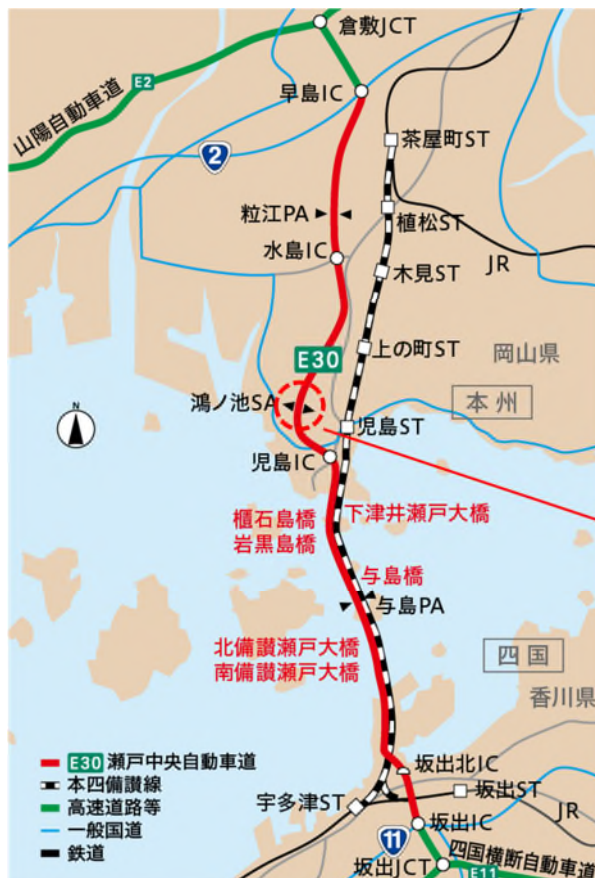 倉敷JCT
山陽自動車道
E2
早島IC
茶屋町ST
2
粒江PA
植松ST
水島IC
JR
木見ST
E30
上の町ST
岡山県
鴻ノ池SA
本州
N
児島ST
児島IC
櫃石島橋
下津井瀬戸大橋
岩黒島橋
与島橋
与島PA
北備讃瀬戸大橋
四国
南備讃瀬戸大橋
香川県
E30 瀬戸中央自動車道
坂出北IC
本四備讃線
坂出ST
高速道路等
宇多津ST
JR
一般国道
11
坂出IC
鉄道
坂出JCT
四国横断自動車道
E11